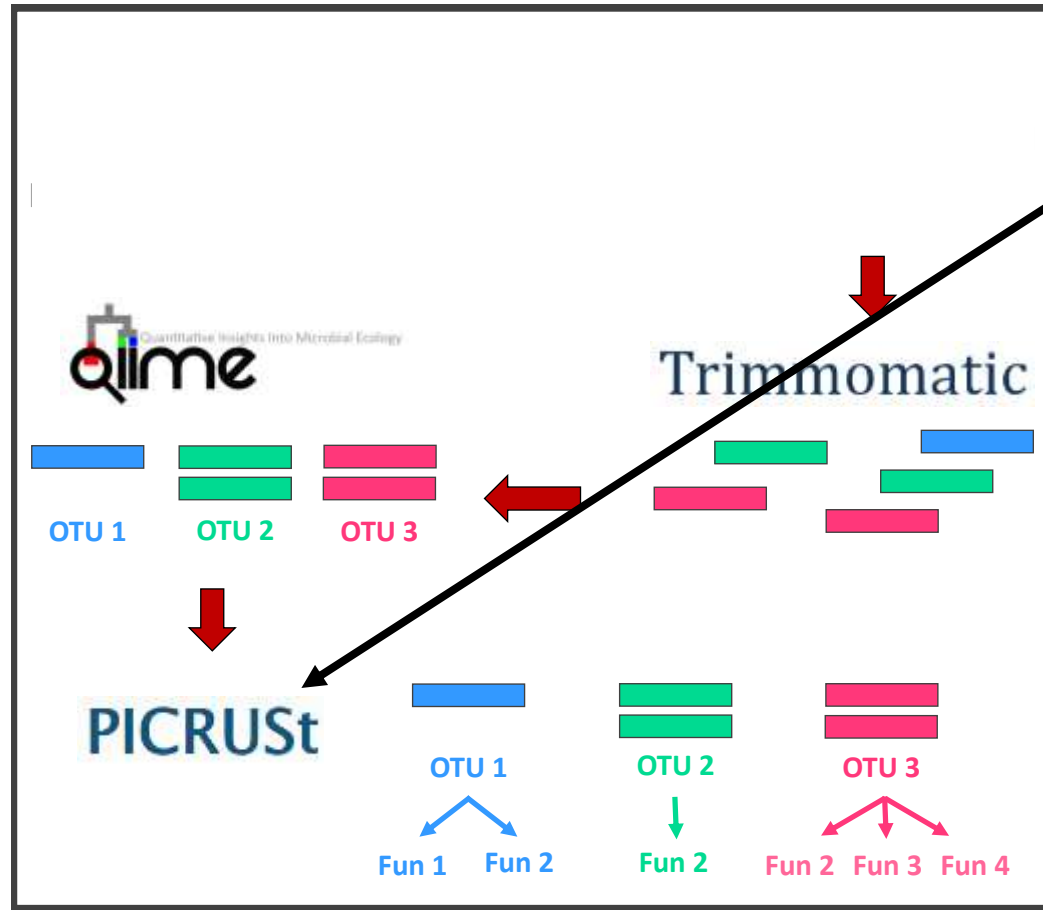 Quantitative Insights Into Microbial Ecology
qiime
Trimmomatic
OTU 1 OTU 2 OTU 3
PICRUSt
OTU 1 OTU 2 OTU 3
Fun 1 Fun 2 Fun 2 Fun 2 Fun 3 Fun 4